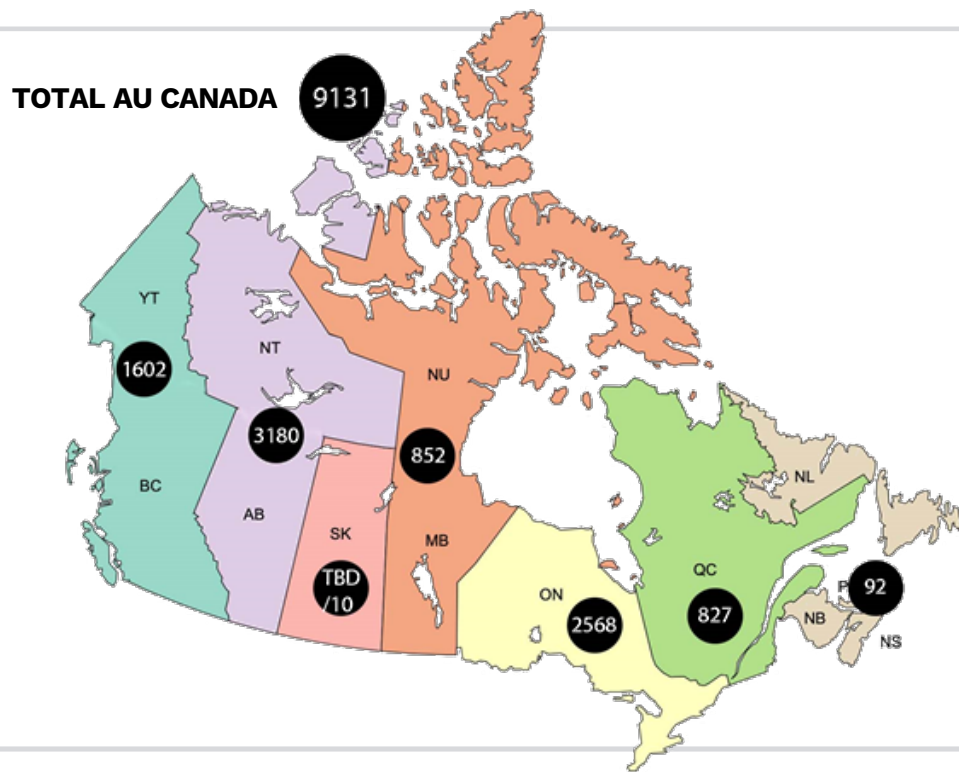 TOTAL AU CANADA
9131
YT
1602
NT
NU
3180
852
BC
AB
SK
MB
TBD
/10
ON
2568
QC
827
NL
P
92
NB
NS